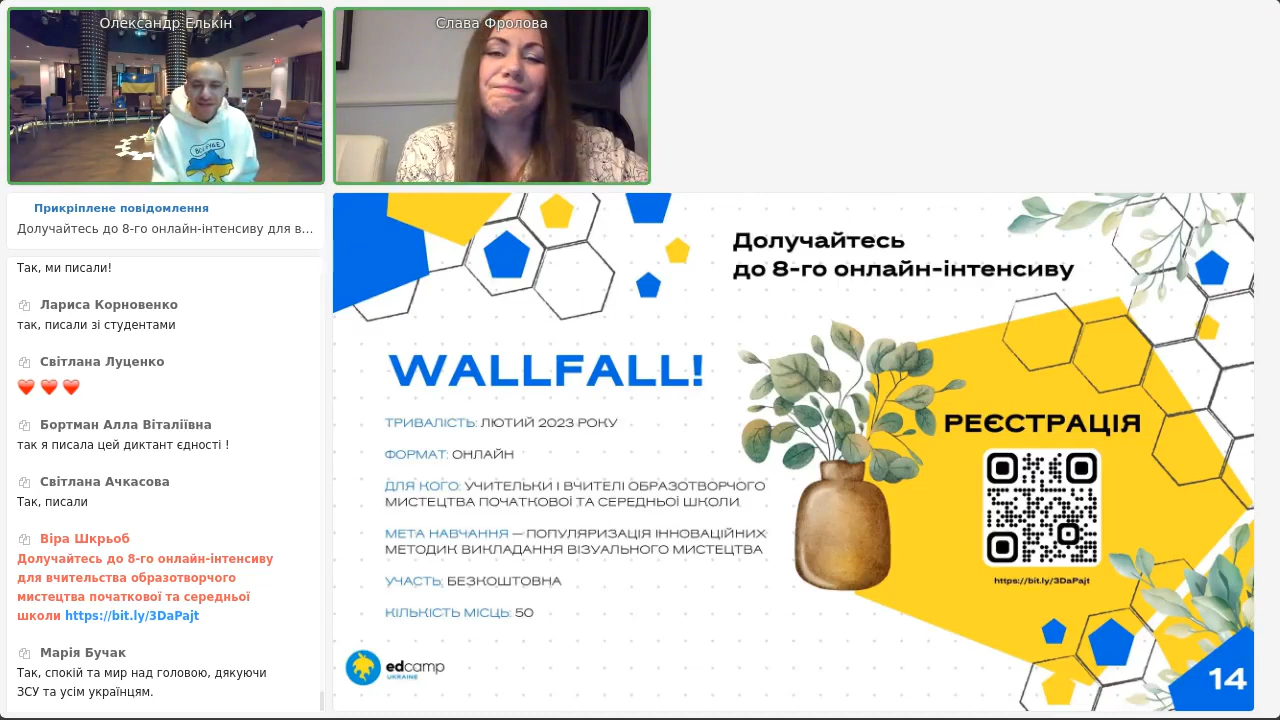 Олександр Елькін
Слава Фролова
Прикріплене повідомлення
Долучайтесь до 8-го онлайн-інтенсиву для в...
Так, ми писали!
Лариса Корновенко
так, писали зі студентами
Світлана Луценко
Бортман Алла Віталіївна
так я писала цей диктант єдності !
Світлана Ачкасова
Так, писали
Віра Шкрьоб
Долучайтесь до 8-го онлайн-інтенсиву
для вчительства образотворчого
мистецтва початкової та середньої
школи https://bit.ly/3DaPajt
Марія Бучак
Так, спокій та мир над головою, дякуючи
ЗСУ та усім українцям.
Долучайтесь
до 8-го онлайн-інтенсиву
WALLFALL!
ТРИВАЛІСТЬ: ЛЮТИЙ 2023 РОКУ
ФОРМАТ: ОНЛАЙН
ДЛЯ КОГО: УЧИТЕЛЬКИ І ВЧИТЕЛІ ОБРАЗОТВОРЧОГО
МИСТЕЦТВА ПОЧАТКОВОЇ ТА СЕРЕДНЬОЇ ШКОЛИ
МЕТА НАВЧАННЯ — ПОПУЛЯРИЗАЦІЯ ІННОВАЦІЙНИХ
МЕТОДИК ВИКЛАДАННЯ ВІЗУАЛЬНОГО МИСТЕЦТВА
УЧАСТЬ: БЕЗКОШТОВНА
КІЛЬКІСТЬ МІСЦЬ: 50
РЕЄСТРАЦІЯ
https://bit.ly/3DaPajt
edcamp
UKRAINE
14